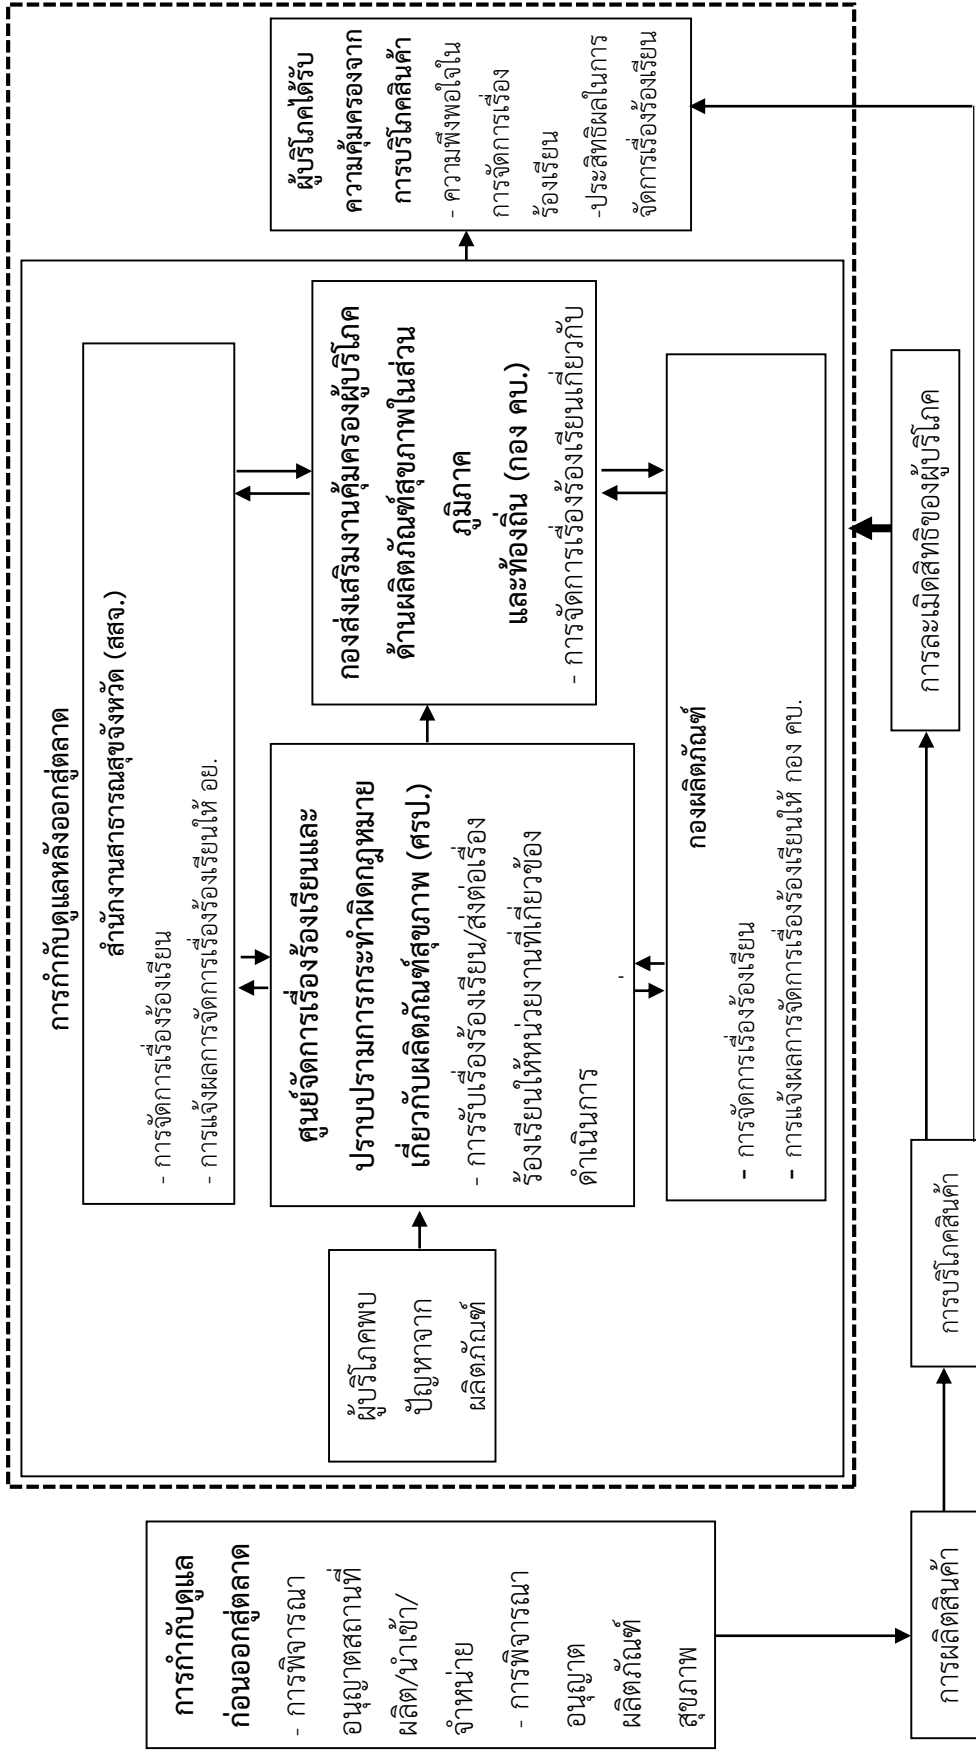 การกำกับดูแล
ก่อนออกสู่ตลาด
- การพิจารณา
อนุญาตสถานที่
ผลิต/นำเข้า/
จำหน่าย
- การพิจารณา
อนุญาต
ผลิตภัณฑ์
สุขภาพ
การกำกับดูแลหลังออกสู่ตลาด
สำนักงานสาธารณสุขจังหวัด (สสจ.)
- การจัดการเรื่องร้องเรียน
- การแจ้งผลการจัดการเรื่องร้องเรียนให้ อย.
ผู้บริโภคพบ
ปัญหาจาก
ผลิตภัณฑ์
ศูนย์จัดการเรื่องร้องเรียนและ
ปราบปรามการกระทำผิดกฎหมาย
เกี่ยวกับผลิตภัณฑ์สุขภาพ (ศรป.)
- การรับเรื่องร้องเรียน/ส่งต่อเรื่อง
ร้องเรียนให้หน่วยงานที่เกี่ยวข้อง
ดำเนินการ
-
กองส่งเสริมงานคุ้มครองผู้บริโภค
ด้านผลิตภัณฑ์สุขภาพในส่วน
ภูมิภาค
และท้องถิ่น (กอง คบ.)
- การจัดการเรื่องร้องเรียนเกี่ยวกับ
กองผลิตภัณฑ์
- การจัดการเรื่องร้องเรียน
- การแจ้งผลการจัดการเรื่องร้องเรียนให้ กอง คบ.
ผู้บริโภคได้รับ
ความคุ้มครองจาก
การบริโภคสินค้า
- ความพึงพอใจใน
การจัดการเรื่อง
ร้องเรียน
-ประสิทธิผลในการ
จัดการเรื่องร้องเรียน
การผลิตสินค้า
การบริโภคสินค้า
การละเมิดสิทธิของผู้บริโภค